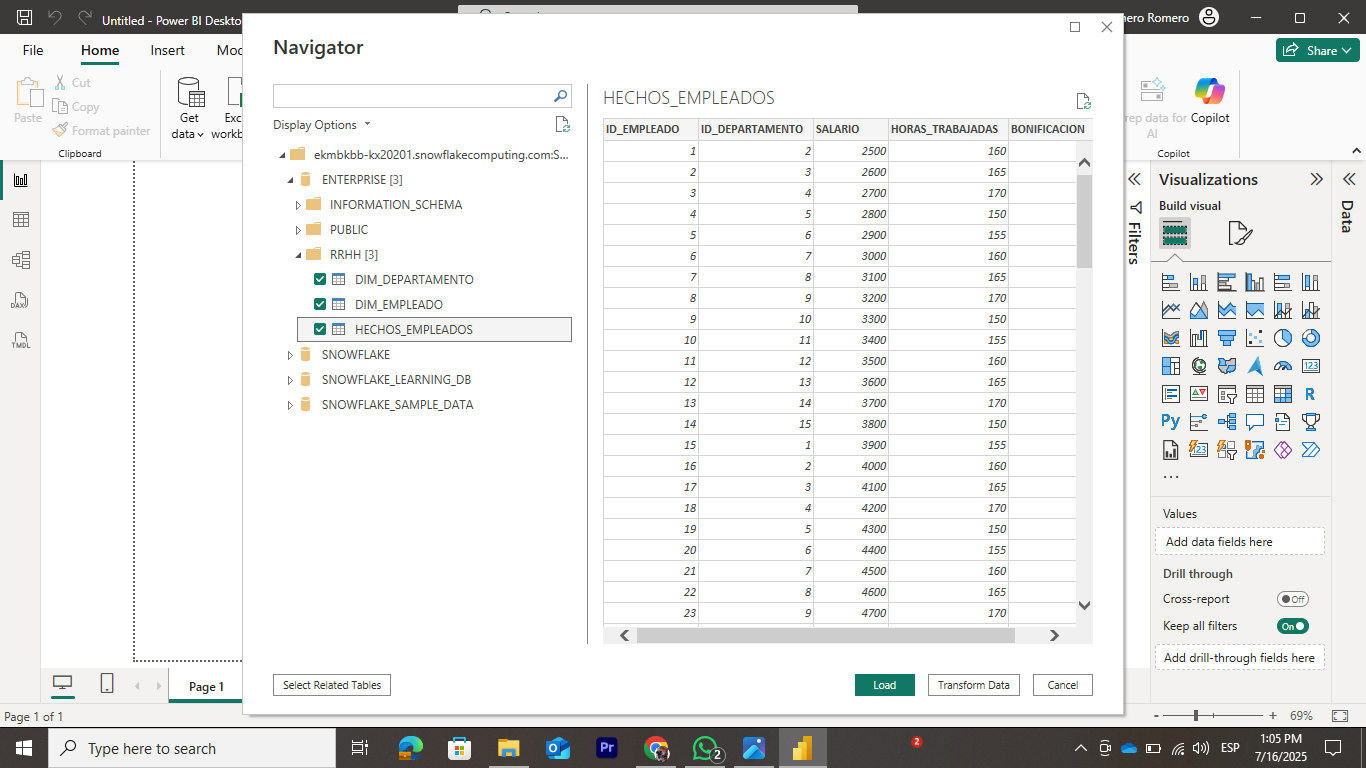 Untitled - Power BI Deskto
nero Romero
File
Home
Insert
Share
Paste
Cut
Copy
Format painter
Clipboard
Get data
Copilot
AI
Copilot
Navigator
Display Options
ekmbkbb-kx20201.snowflakecomputing.com:S...
ENTERPRISE [3]
INFORMATION_SCHEMA
PUBLIC
RRHH [3]
DIM_DEPARTAMENTO
DIM_EMPLEADO
HECHOS_EMPLEADOS
SNOWFLAKE
SNOWFLAKE_LEARNING_DB
SNOWFLAKE_SAMPLE_DATA
HECHOS_EMPLEADOS
ID_EMPLEADO ID_DEPARTAMENTO SALARIO HORAS_TRABAJADAS BONIFICACION
1 2 2500 160
2 3 2600 165
3 4 2700 170
4 5 2800 150
5 6 2900 155
6 7 3000 160
7 8 3100 165
8 9 3200 170
9 10 3300 150
10 11 3400 155
11 12 3500 160
12 13 3600 165
13 14 3700 170
14 15 3800 150
15 1 3900 155
16 2 4000 160
17 3 4100 165
18 4 4200 170
19 5 4300 150
20 6 4400 155
21 7 4500 160
22 8 4600 165
23 9 4700 170
Select Related Tables
Load
Transform Data
Cancel
Filters
Visualizations
Build visual
123
R
Py
123
...
Values
Add data fields here
Drill through
Cross-report
Off
Keep all filters
On
Add drill-through fields here
Data
DAX
TMDL
Page 1
Page 1 of 1
- + 69%
Type here to search
Pr
2
2
ESP
1:05 PM
7/16/2025